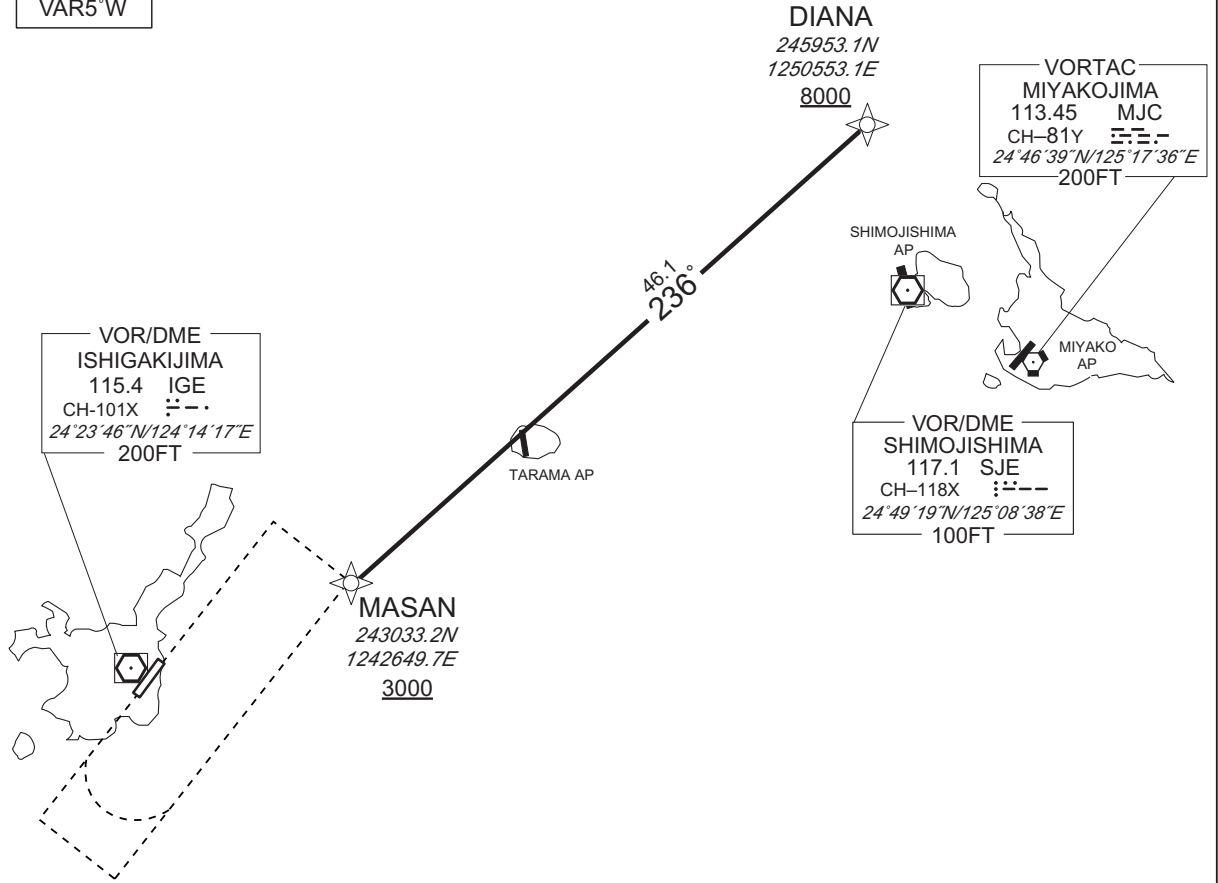 VAR5°W
DIANA
245953.1N
1250553.1E
8000
VORTAC
MIYAKOJIMA
113.45 MJC
CH–81Y
24°46´39˝N/125°17´36˝E
200FT
SHIMOJISHIMA
AP
46.1
236°
VOR/DME
ISHIGAKIJIMA
115.4 IGE
CH-101X
24°23´46˝N/124°14´17˝E
200FT
MIYAKO
AP
VOR/DME
SHIMOJISHIMA
117.1 SJE
CH–118X
24°49´19˝N/125°08´38˝E
100FT
TARAMA AP
MASAN
243033.2N
1242649.7E
3000